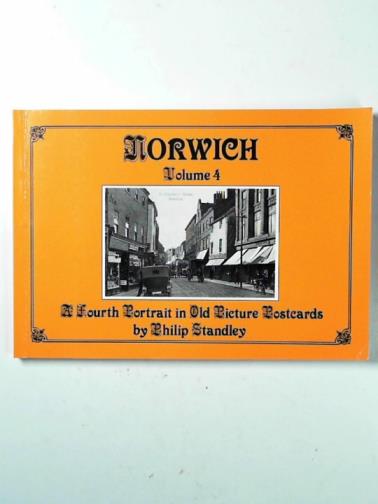 NORWICH
Volume 4
A Fourth Portrait in Old Picture Postcards
by Philip Standley